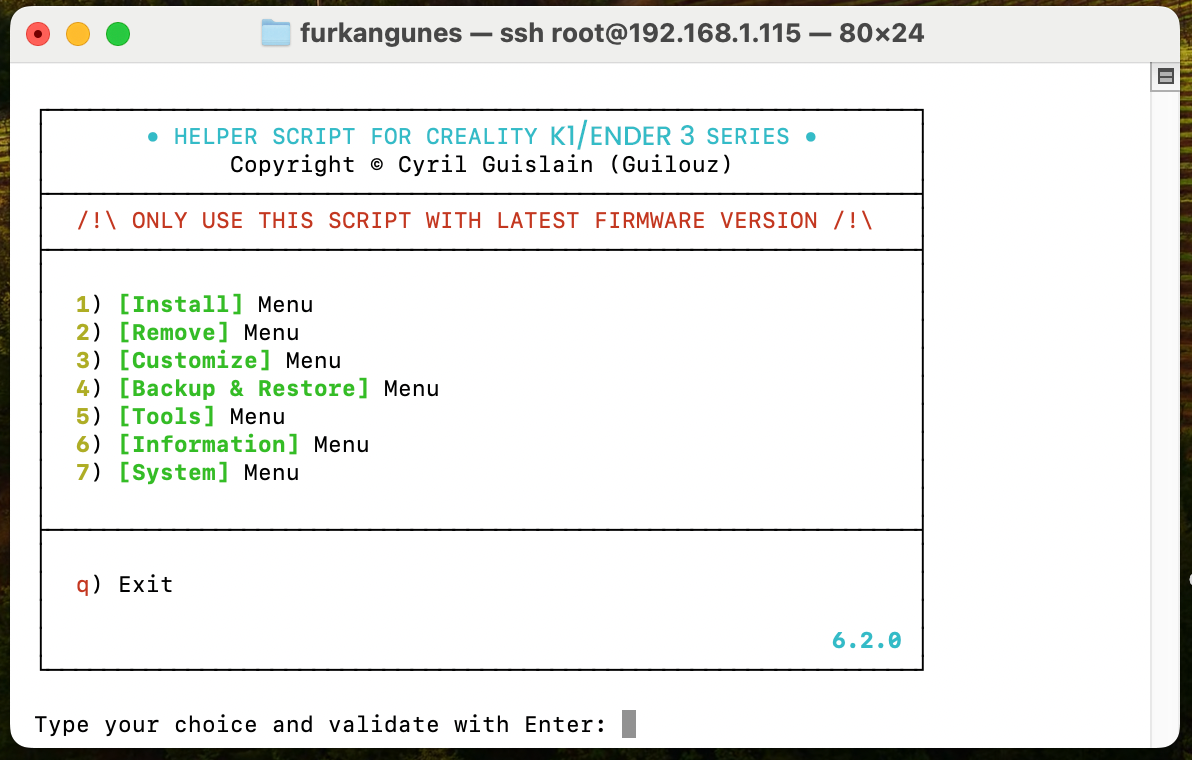 furkangunes — ssh root@192.168.1.115 — 80×24
• HELPER SCRIPT FOR CREALITY K1/ENDER 3 SERIES •
Copyright © Cyril Guislain (Guilouz)
/!\ ONLY USE THIS SCRIPT WITH LATEST FIRMWARE VERSION /!\
1) [Install] Menu
2) [Remove] Menu
3) [Customize] Menu
4) [Backup & Restore] Menu
5) [Tools] Menu
6) [Information] Menu
7) [System] Menu
q) Exit
6.2.0
Type your choice and validate with Enter: